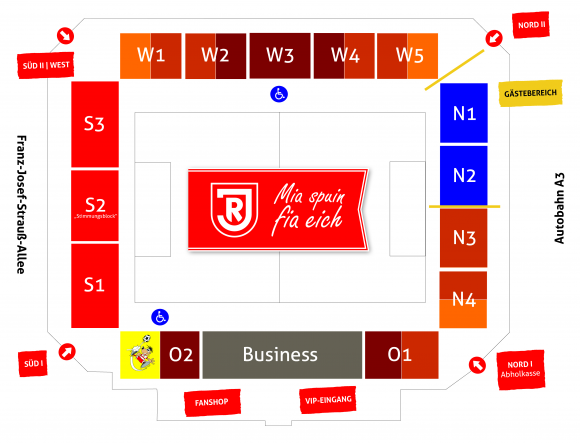 NORD II
SÜD II | WEST
W1
W2
W3
W4
W5
GÄSTEBEREICH
S3
N1
Franz-Josef-Strauß-Allee
Autobahn A3
N2
S2
„Stimmungsblock"
JR
Mia spuin
fia eich
N3
S1
N4
O2
Business
O1
SÜD I
NORD I
Abholkasse
FANSHOP
VIP-EINGANG